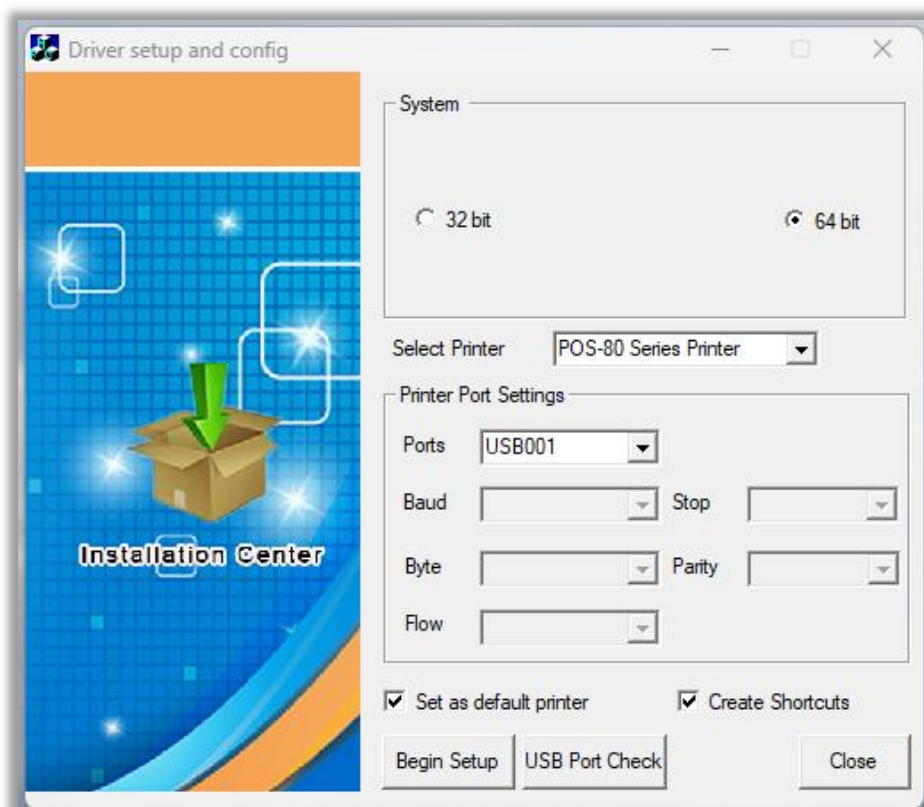 Driver setup and config
System
32 bit
64 bit
Select Printer POS-80 Series Printer
Printer Port Settings
Ports USB001
Baud Stop
Byte Parity
Flow
Installation Center
Set as default printer Create Shortcuts
Begin Setup USB Port Check Close